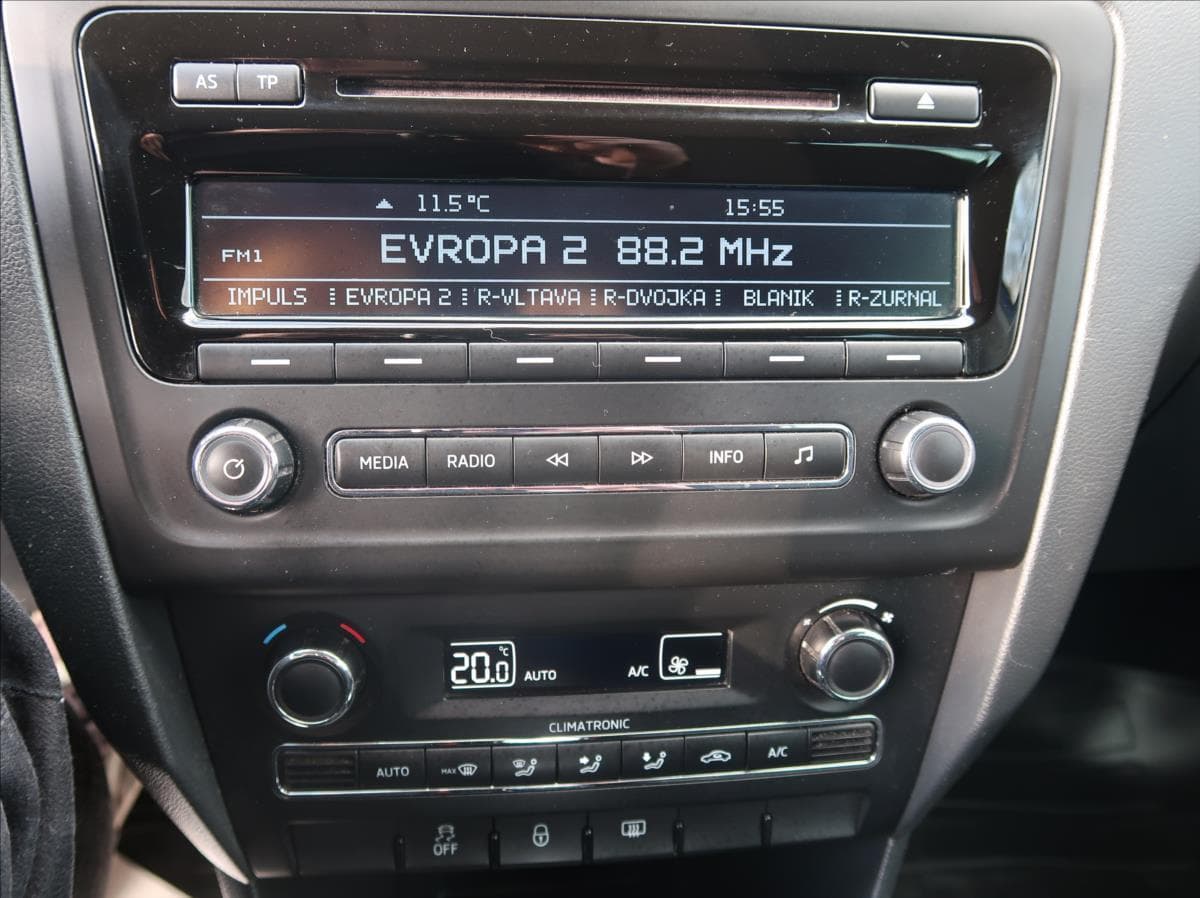 AS TP
11.5°C 15:55
FM1 EVROPA 2 88.2 MHz
IMPULS EVROPA 2 R-VLTAVA R-DVOJKA BLANIK R-ZURNAL
MEDIA RADIO INFO
20.0 °C AUTO A/C
CLIMATRONIC
AUTO MAX A/C
OFF